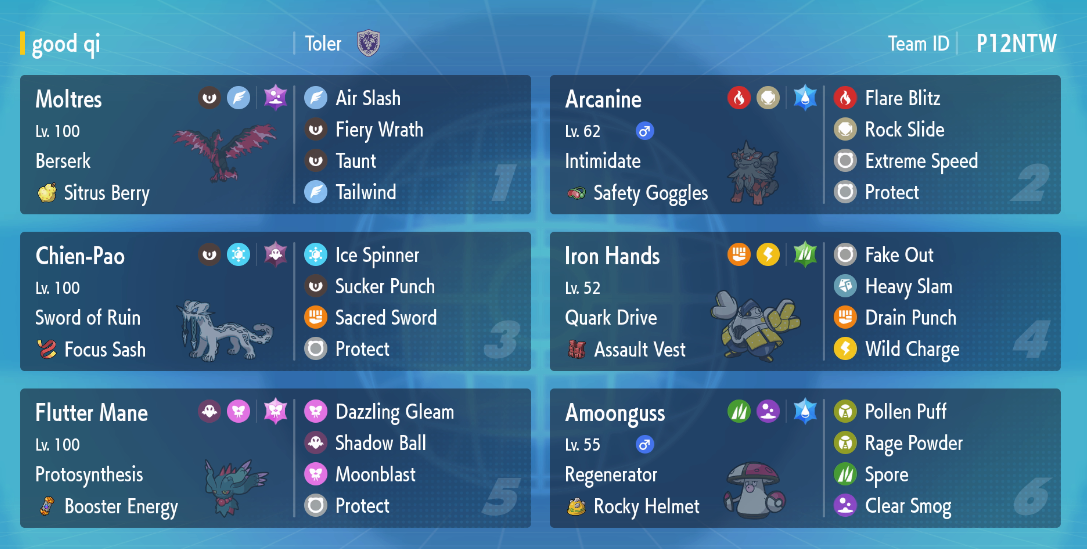 good qi
Toler
Team ID P12NTW
Moltres
Lv. 100
Berserk
Sitrus Berry
Air Slash
Fiery Wrath
Taunt
Tailwind
1
Arcanine
Lv. 62
Intimidate
Safety Goggles
Flare Blitz
Rock Slide
Extreme Speed
Protect
2
Chien-Pao
Lv. 100
Sword of Ruin
Focus Sash
Ice Spinner
Sucker Punch
Sacred Sword
Protect
3
Iron Hands
Lv. 52
Quark Drive
Assault Vest
Fake Out
Heavy Slam
Drain Punch
Wild Charge
4
Flutter Mane
Lv. 100
Protosynthesis
Booster Energy
Dazzling Gleam
Shadow Ball
Moonblast
Protect
5
Amoonguss
Lv. 55
Regenerator
Rocky Helmet
Pollen Puff
Rage Powder
Spore
Clear Smog
6